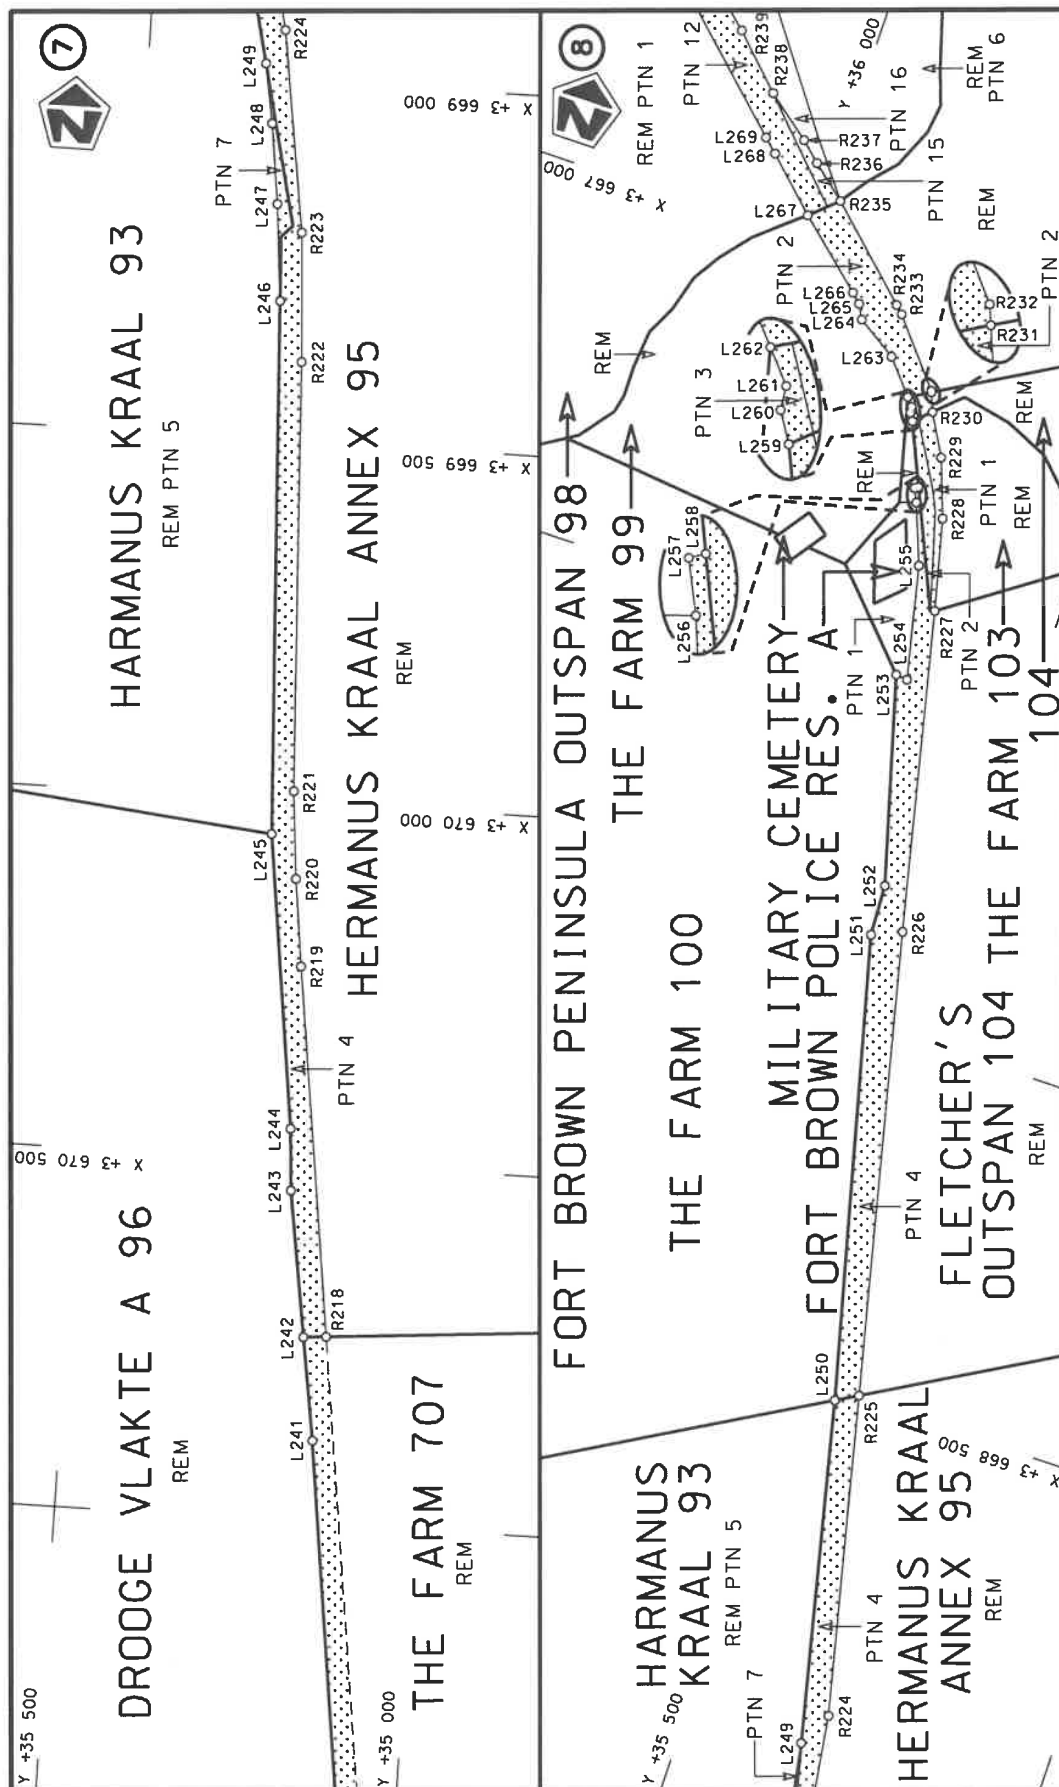 7
N
Y +35 500
Y +35 000
X +3 670 500
X +3 670 000
X +3 669 500
X +3 669 000
DROOGE VLAKTE A 96
REM
HARMANUS KRAAL 93
REM PTN 5
PTN 7
L241
L242
L243
L244
L245
L246
L247
L248
L249
R218
R219
R220
R221
R222
R223
R224
PTN 4
HERMANUS KRAAL ANNEX 95
REM
THE FARM 707
REM
8
N
FORT BROWN PENINSULA OUTSPAN 98
THE FARM 99
THE FARM 100
MILITARY CEMETERY
FORT BROWN POLICE RES. A
HARMANUS
KRAAL 93
REM PTN 5
PTN 7
Y +35 500
L249
R224
PTN 4
HERMANUS KRAAL
ANNEX 95
REM
X +3 668 500
L250
R225
PTN 4
FLETCHER'S
OUTSPAN 104
REM
THE FARM 103
104
L251
L252
R226
L253
L254
L255
PTN 1
R227
PTN 2
L256
L257
L258
REM
R228
R229
R230
PTN 1
REM
REM
L259
L260
L261
L262
PTN 3
REM
L263
L264
L265
L266
PTN 2
R231
R232
PTN 2
R233
R234
L267
L268
L269
R235
R236
R237
R238
R239
PTN 15
REM
PTN 16
REM
PTN 6
REM PTN 1
PTN 12
X +3 667 000
Y +36 000